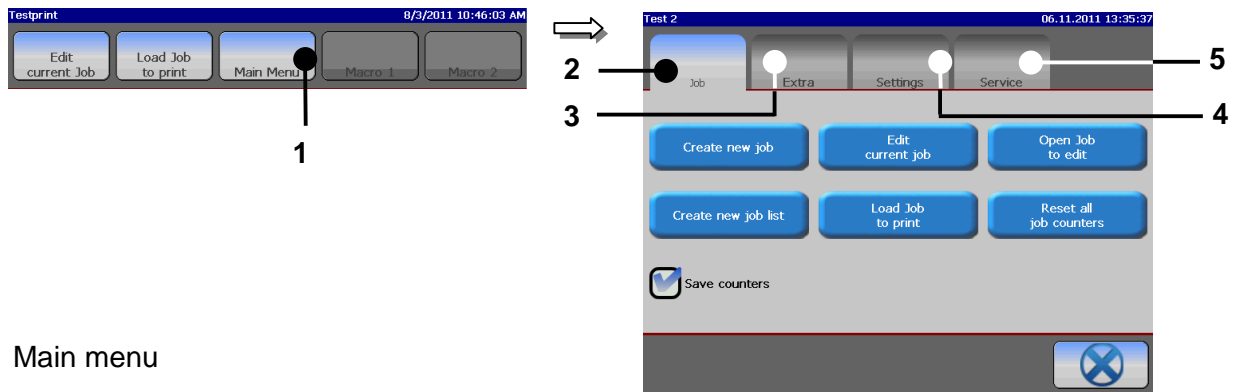 Testprint 8/3/2011 10:46:03 AM
Edit
current Job
Load Job
to print
Main Menu
Macro 1
Macro 2
1
Test 2 06.11.2011 13:35:37
2
Job
Extra
Settings
Service
5
3
4
Create new job
Edit
current job
Open Job
to edit
Create new job list
Load Job
to print
Reset all
job counters
Save counters
Main menu